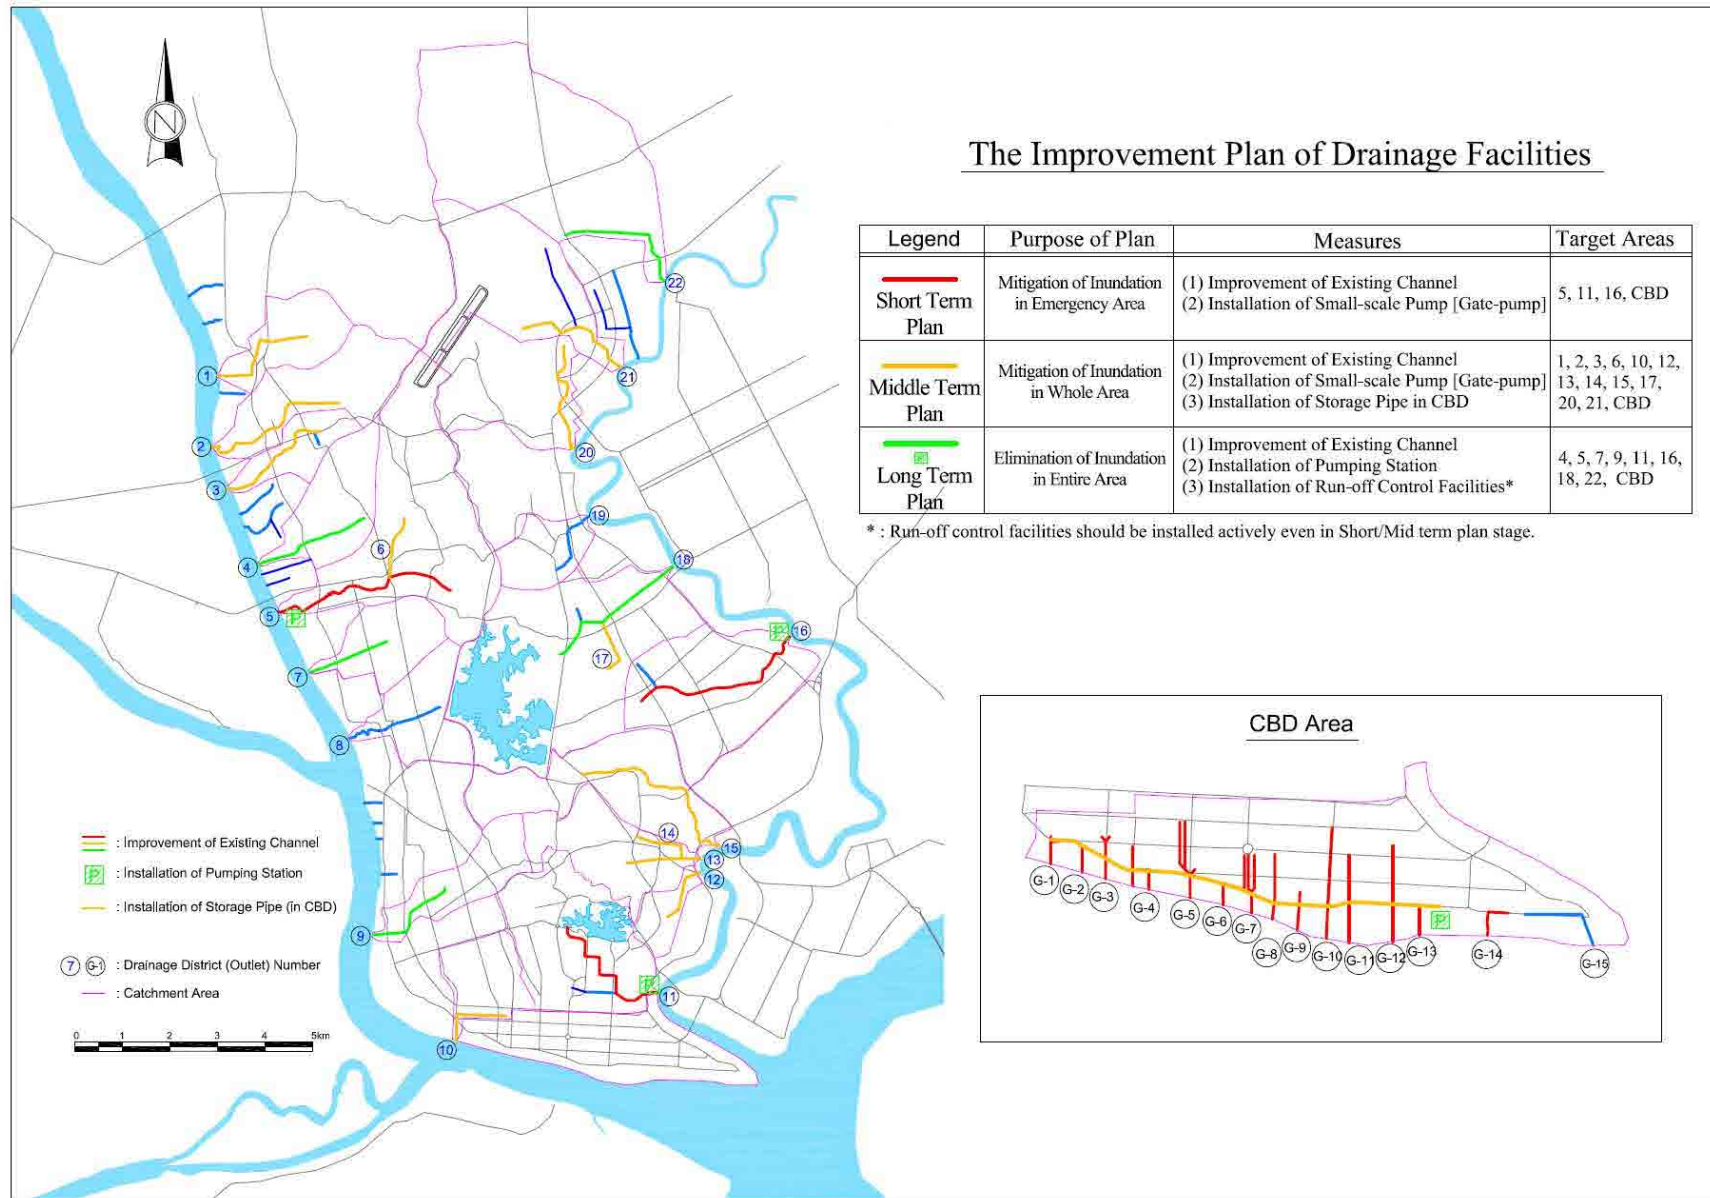 N
The Improvement Plan of Drainage Facilities
Legend Purpose of Plan Measures Target Areas
Short Term
Plan
Mitigation of Inundation
in Emergency Area
(1) Improvement of Existing Channel
(2) Installation of Small-scale Pump [Gate-pump]
5, 11, 16, CBD
Middle Term
Plan
Mitigation of Inundation
in Whole Area
(1) Improvement of Existing Channel
(2) Installation of Small-scale Pump [Gate-pump]
(3) Installation of Storage Pipe in CBD
1, 2, 3, 6, 10, 12,
13, 14, 15, 17,
20, 21, CBD
P
Long Term
Plan
Elimination of Inundation
in Entire Area
(1) Improvement of Existing Channel
(2) Installation of Pumping Station
(3) Installation of Run-off Control Facilities*
4, 5, 7, 9, 11, 16,
18, 22, CBD
* : Run-off control facilities should be installed actively even in Short/Mid term plan stage.
22
1
21
2
20
3
19
6
18
4
5
P
P
16
17
7
8
14
15
13
12
9
P
11
10
: Improvement of Existing Channel
P : Installation of Pumping Station
: Installation of Storage Pipe (in CBD)
7 G-1 : Drainage District (Outlet) Number
: Catchment Area
0 1 2 3 4 5km
CBD Area
G-1
G-2
G-3
G-4
G-5
G-6
G-7
G-8
G-9
G-10
G-11
G-12
G-13
P
G-14
G-15